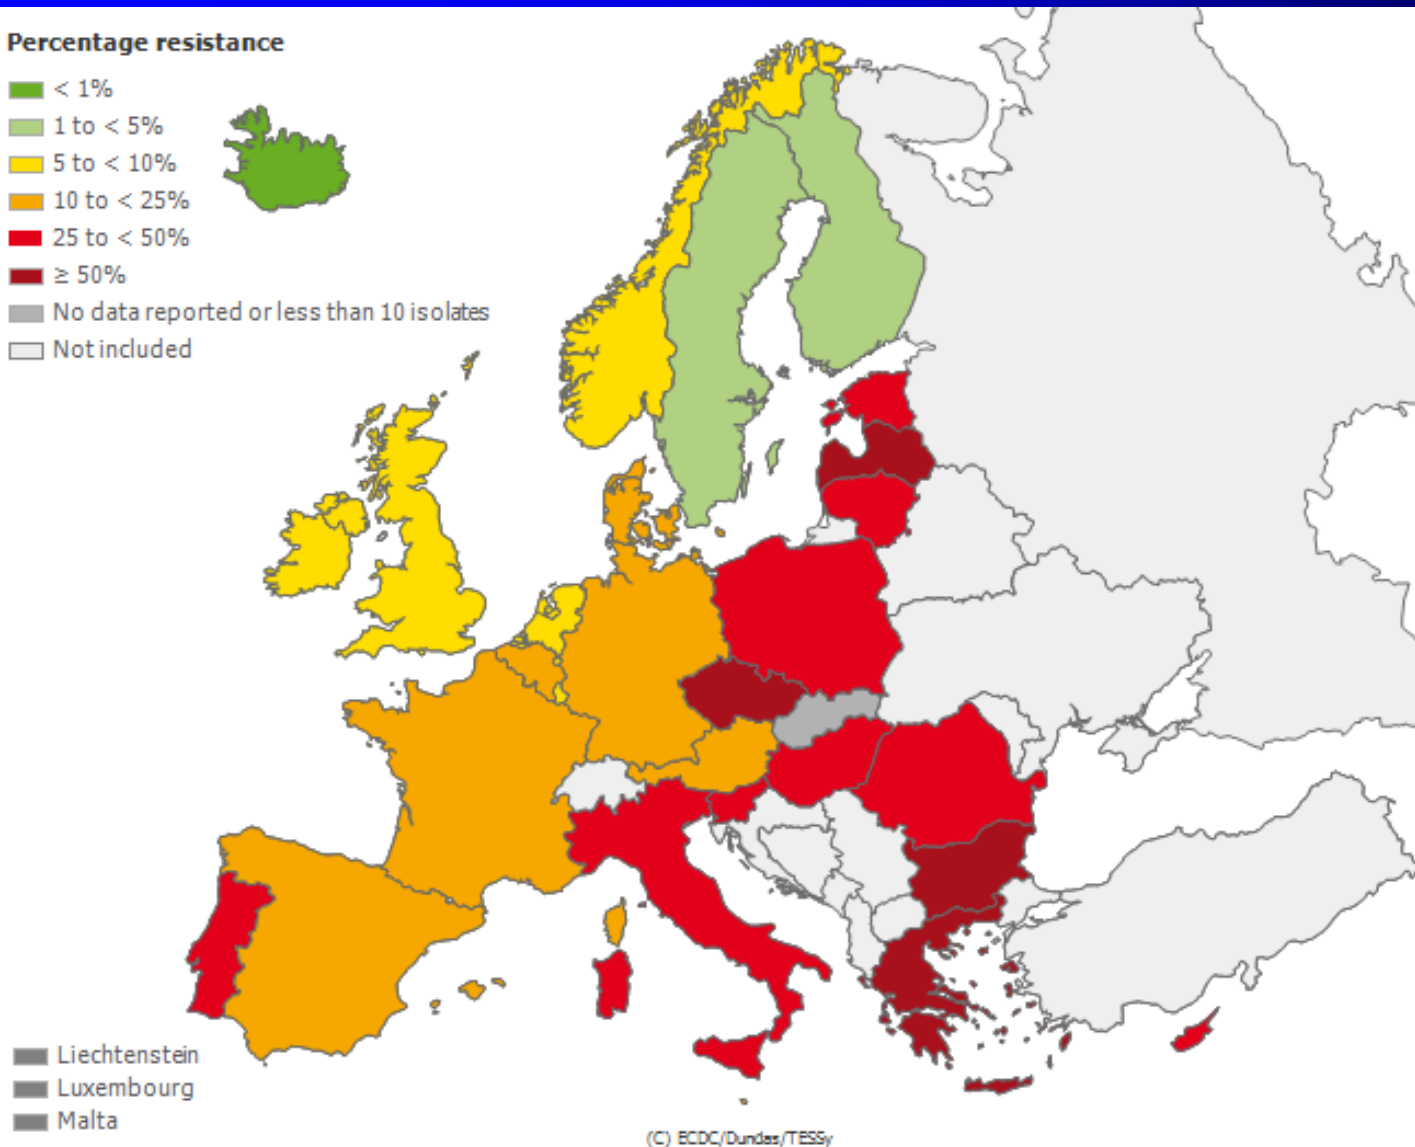 Percentage resistance
< 1%
1 to < 5%
5 to < 10%
10 to < 25%
25 to < 50%
≥ 50%
No data reported or less than 10 isolates
Not included
Liechtenstein
Luxembourg
Malta
(C) ECDC/Dundas/TESSy